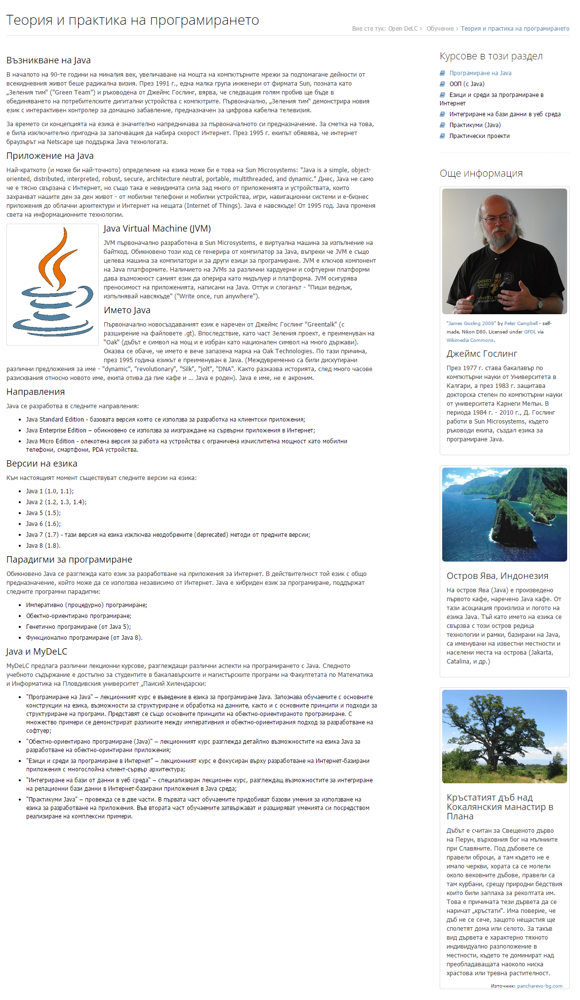 Теория и практика на програмирането
Вие сте тук: Open DeLC > Обучение > Теория и практика на програмирането
Възникване на Java
В началото на 90-те години на миналия век, увеличаване на мощта на компютърните мрежи за подпомагане дейности от
всекидневния живот беше радикална визия. През 1991 г., една малка група инженери от фирмата Sun, позната като
„Зеления тим“ ("Green Team") и ръководена от Джеймс Гослинг, вярва, че следващия голям пробив ще бъде в
обединяването на потребителските дигитални устройства с компютрите. Първоначално, „Зеления тим“ демонстрира новия
език с интерактивен контролер за домашно забавление, предназначен за цифрова кабелна телевизия.
За времето си концепцията на езика е значително напредничава за първоначалното си предназначение. За сметка на това,
е била изключително пригодна за започващия да набира скорост Интернет. През 1995 г. екипът обявява, че интернет
браузърът на Netscape ще поддържа Java технологата.
Приложение на Java
Най-краткото (и може би най-точното) определение на езика може би е това на Sun Microsystems: "Java is a simple, object-
oriented, distributed, interpreted, robust, secure, architecture neutral, portable, multithreaded, and dynamic." Днес, Java не само
че е тясно свързана с Интернет, но също така е невидимата сила зад много от приложенията и устройствата, които
захранват нашите ден за ден живот - от мобилни телефони и мобилни устройства, игри, навигационни системи и е-бизнес
приложения до облачни архитектури и Интернет на нещата (Internet of Things). Java е навсякъде! От 1995 год. Java променя
света на информационните технологии.
Java Virtual Machine (JVM)
JVM първоначално разработена в Sun Microsystems, е виртуална машина за изпълнение на
байткод. Обикновено този код се генерира от компилатор за Java, въпреки че JVM е също
целева машина за компилатори и за други езици за програмиране. JVM е ключов компонент
на Java платформите. Наличието на JVMs за различни хардуерни и софтуерни платформи
дава възможност самият език да оперира като мидълуер и платформа. JVM осигурява
преносимост на приложенията, написани на Java. Оттук и слоганът - "Пиши веднъж,
изпълнявай навсякъде" ("Write once, run anywhere").
Името Java
Първоначално новосъздаваният език е наречен от Джеймс Гослинг "Greentalk" (с
разширение на файловете .gt). Впоследствие, като част Зеления проект, е преименуван на
“Oak“ (дъбът е символ на мощ и е избран като национален символ на много държави).
Оказва се обаче, че името е вече запазена марка на Oak Technologies. По тази причина,
през 1995 година езикът е преименуван в Java. (Междувременно са били дискутирани
различни предложения за име - "dynamic", "revolutionary", "Silk", "jolt", "DNA". Както разказва историята, след много часове
разисквания относно новото име, екипа отива да пие кафе и ... Java е роден). Java е име, не е акроним.
Направления
Java се разработва в следните направления:
• Java Standard Edition - базовата версия която се използва за разработка на клиентски приложения;
• Java Enterprise Edition – обикновено се използва за иизграждане на сървърни приложения в Интернет;
• Java Micro Edition - олекотена версия за работа на устройства с ограничена изчислителна мощност като мобилни
телефони, смартфони, PDA устройства.
Версии на езика
Към настоящият момент съществуват следните версии на езика:
• Java 1 (1.0, 1.1);
• Java 2 (1.2, 1.3, 1.4);
• Java 5 (1.5);
• Java 6 (1.6);
• Java 7 (1.7) - тази версия на езика изключва неодобрените (deprecated) методи от предните версии;
• Java 8 (1.8).
Парадигми за програмиране
Обикновено Java се разглежда като език за разработване на приложения за Интернет. В действителност той език с общо
предназначение, който може да се използва независимо от Интернет. Java е хибриден език за програмиране, поддържат
следните програмни парадигми:
• Императивно (процедурно) програмиране;
• Обектно-ориентирано програмиране;
• Генетично програмиране (от Java 5);
• Функционално програмиране (от Java 8).
Java и MyDeLC
MyDeLC предлага различни лекционни курсове, разглеждащи различни аспекти на програмирането с Java. Следното
учебното съдържание е достъпно за студентите в бакалавърските и магистърските програми на Факултетата по Математика
и Информатика на Пловдивския университет „Паисий Хилендарски:
• "Програмиране на Java" – лекционният курс е въведение в езика за програмиране Java. Запознава обучаемите с основните
конструкции на езика, възможности за структуриране и обработка на данните, както и с основните принципи и подходи за
структуриране на програми. Представят се също основните принципи на обектно-ориентираното програмиране. С
множество примери се демонстрират разликите между императивния и обектно-ориентирания подход за разработване на
софтуер;
• "Обектно-ориентирано програмиране (Java)" – лекционният курс разглежда детайлно възможностите на езика Java за
разработване на обектно-оринтирани приложения;
• "Езици и среди за програмиране в Интернет" – лекционният курс е фокусиран върху разработване на Интернет-базирани
приложения с многослойна клиент-сървър архитектура;
• "Интегриране на бази от данни в уеб среда" – специализиран лекционен курс, разглеждащ възможностите за интегриране
на релационни бази данни в Интернет-базирани приложения в Java среда;
• "Практикуми Java" – провежда се в две части. В първата част обучаемите придобиват базови умения за използване на
езика за разработване на приложения. Във втората част обучаемите затвържават и разширяват уменията си посредством
реализиране на комплексни примери.
Курсове в този раздел
Програмиране на Java
ООП (с Java)
Езици и среди за програмиране в
Интернет
Интегриране на бази данни в уеб среда
Практикуми (Java)
Практически проекти
Още информация
GALILEO
GALILEI
"James Gosling 2008" by Peter Campbell - self-
made, Nikon D80. Licensed under GFDL via
Wikimedia Commons.
Джеймс Гослинг
През 1977 г. става бакалавър по
компютърни науки от Университета в
Калгари, а през 1983 г. защитава
докторска степен по компютърни науки
от университета Карнеги Мелън. В
периода 1984 г. - 2010 г., Д. Гослинг
работи в Sun Microsystems, където
ръководи екипа, създал езика за
програмиране Java.
Остров Ява, Индонезия
На остров Ява (Java) е произведено
първото кафе, наречено Java кафе. От
тази асоциация произлиза и логото на
езика Java. Тъй като името на езика се
свързва с този остров редица
технологии и рамки, базирани на Java,
са именувани на известни местности и
населени места на острова (Jakarta,
Catalina, и др.)
Кръстатият дъб над
Кокалянския манастир в
Плана
Дъбът е считан за Свещеното дърво
на Перун, върховния бог на мълниите
при Славяните. Под дъбовете се
правели оброци, а там където не е
имало черкви, хората са се молели
около вековните дъбове, правели са
там курбани, срещу природни бедствия
които били заплаха за реколтата им.
Това е причината тези дървета да се
наричат „кръстати“. Има поверие, че
дъб не се сече, защото нещастия ще
сполетят дома или селото. За такъв
вид дървета е характерно тяхното
индивидуално разположение в
местности, където те доминират над
преобладаващата наоколо ниска
храстова или тревна растителност.
Източник: pancharevo-bg.com